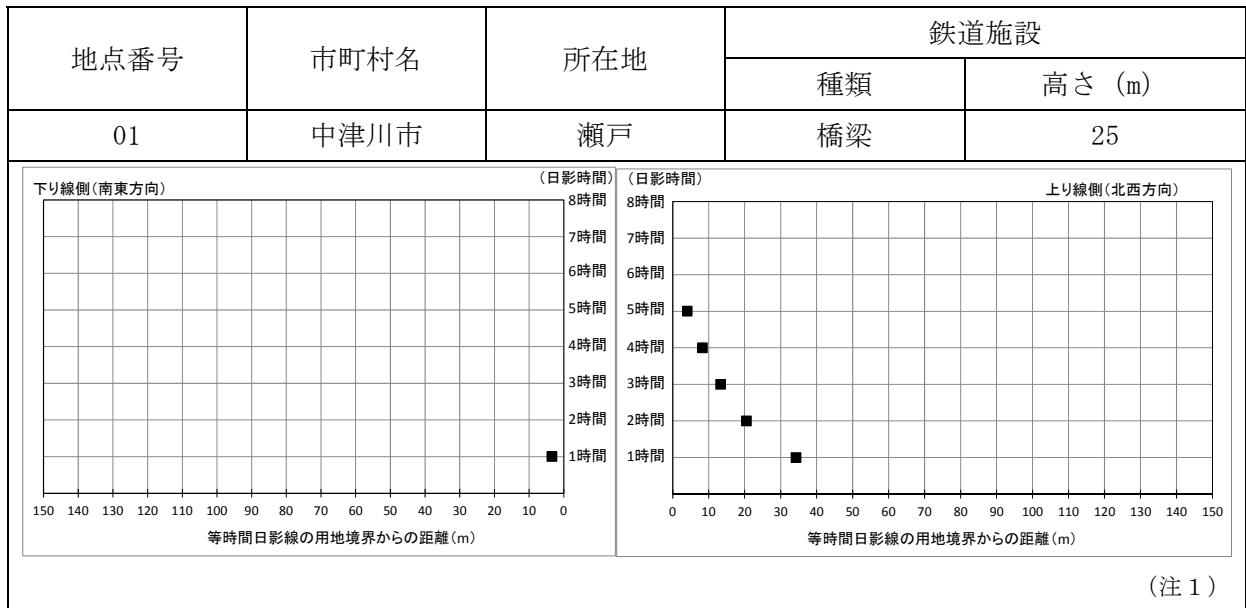 地点番号 市町村名 所在地 鉄道施設
種類 高さ (m)
01 中津川市 瀬戸 橋梁 25
下り線側(南東方向) (日影時間)
8時間
7時間
6時間
5時間
4時間
3時間
2時間
1時間
150 140 130 120 110 100 90 80 70 60 50 40 30 20 10 0
等時間日影線の用地境界からの距離(m)
(日影時間) 上り線側(北西方向)
8時間
7時間
6時間
5時間
4時間
3時間
2時間
1時間
0 10 20 30 40 50 60 70 80 90 100 110 120 130 140 150
等時間日影線の用地境界からの距離(m)
(注1)